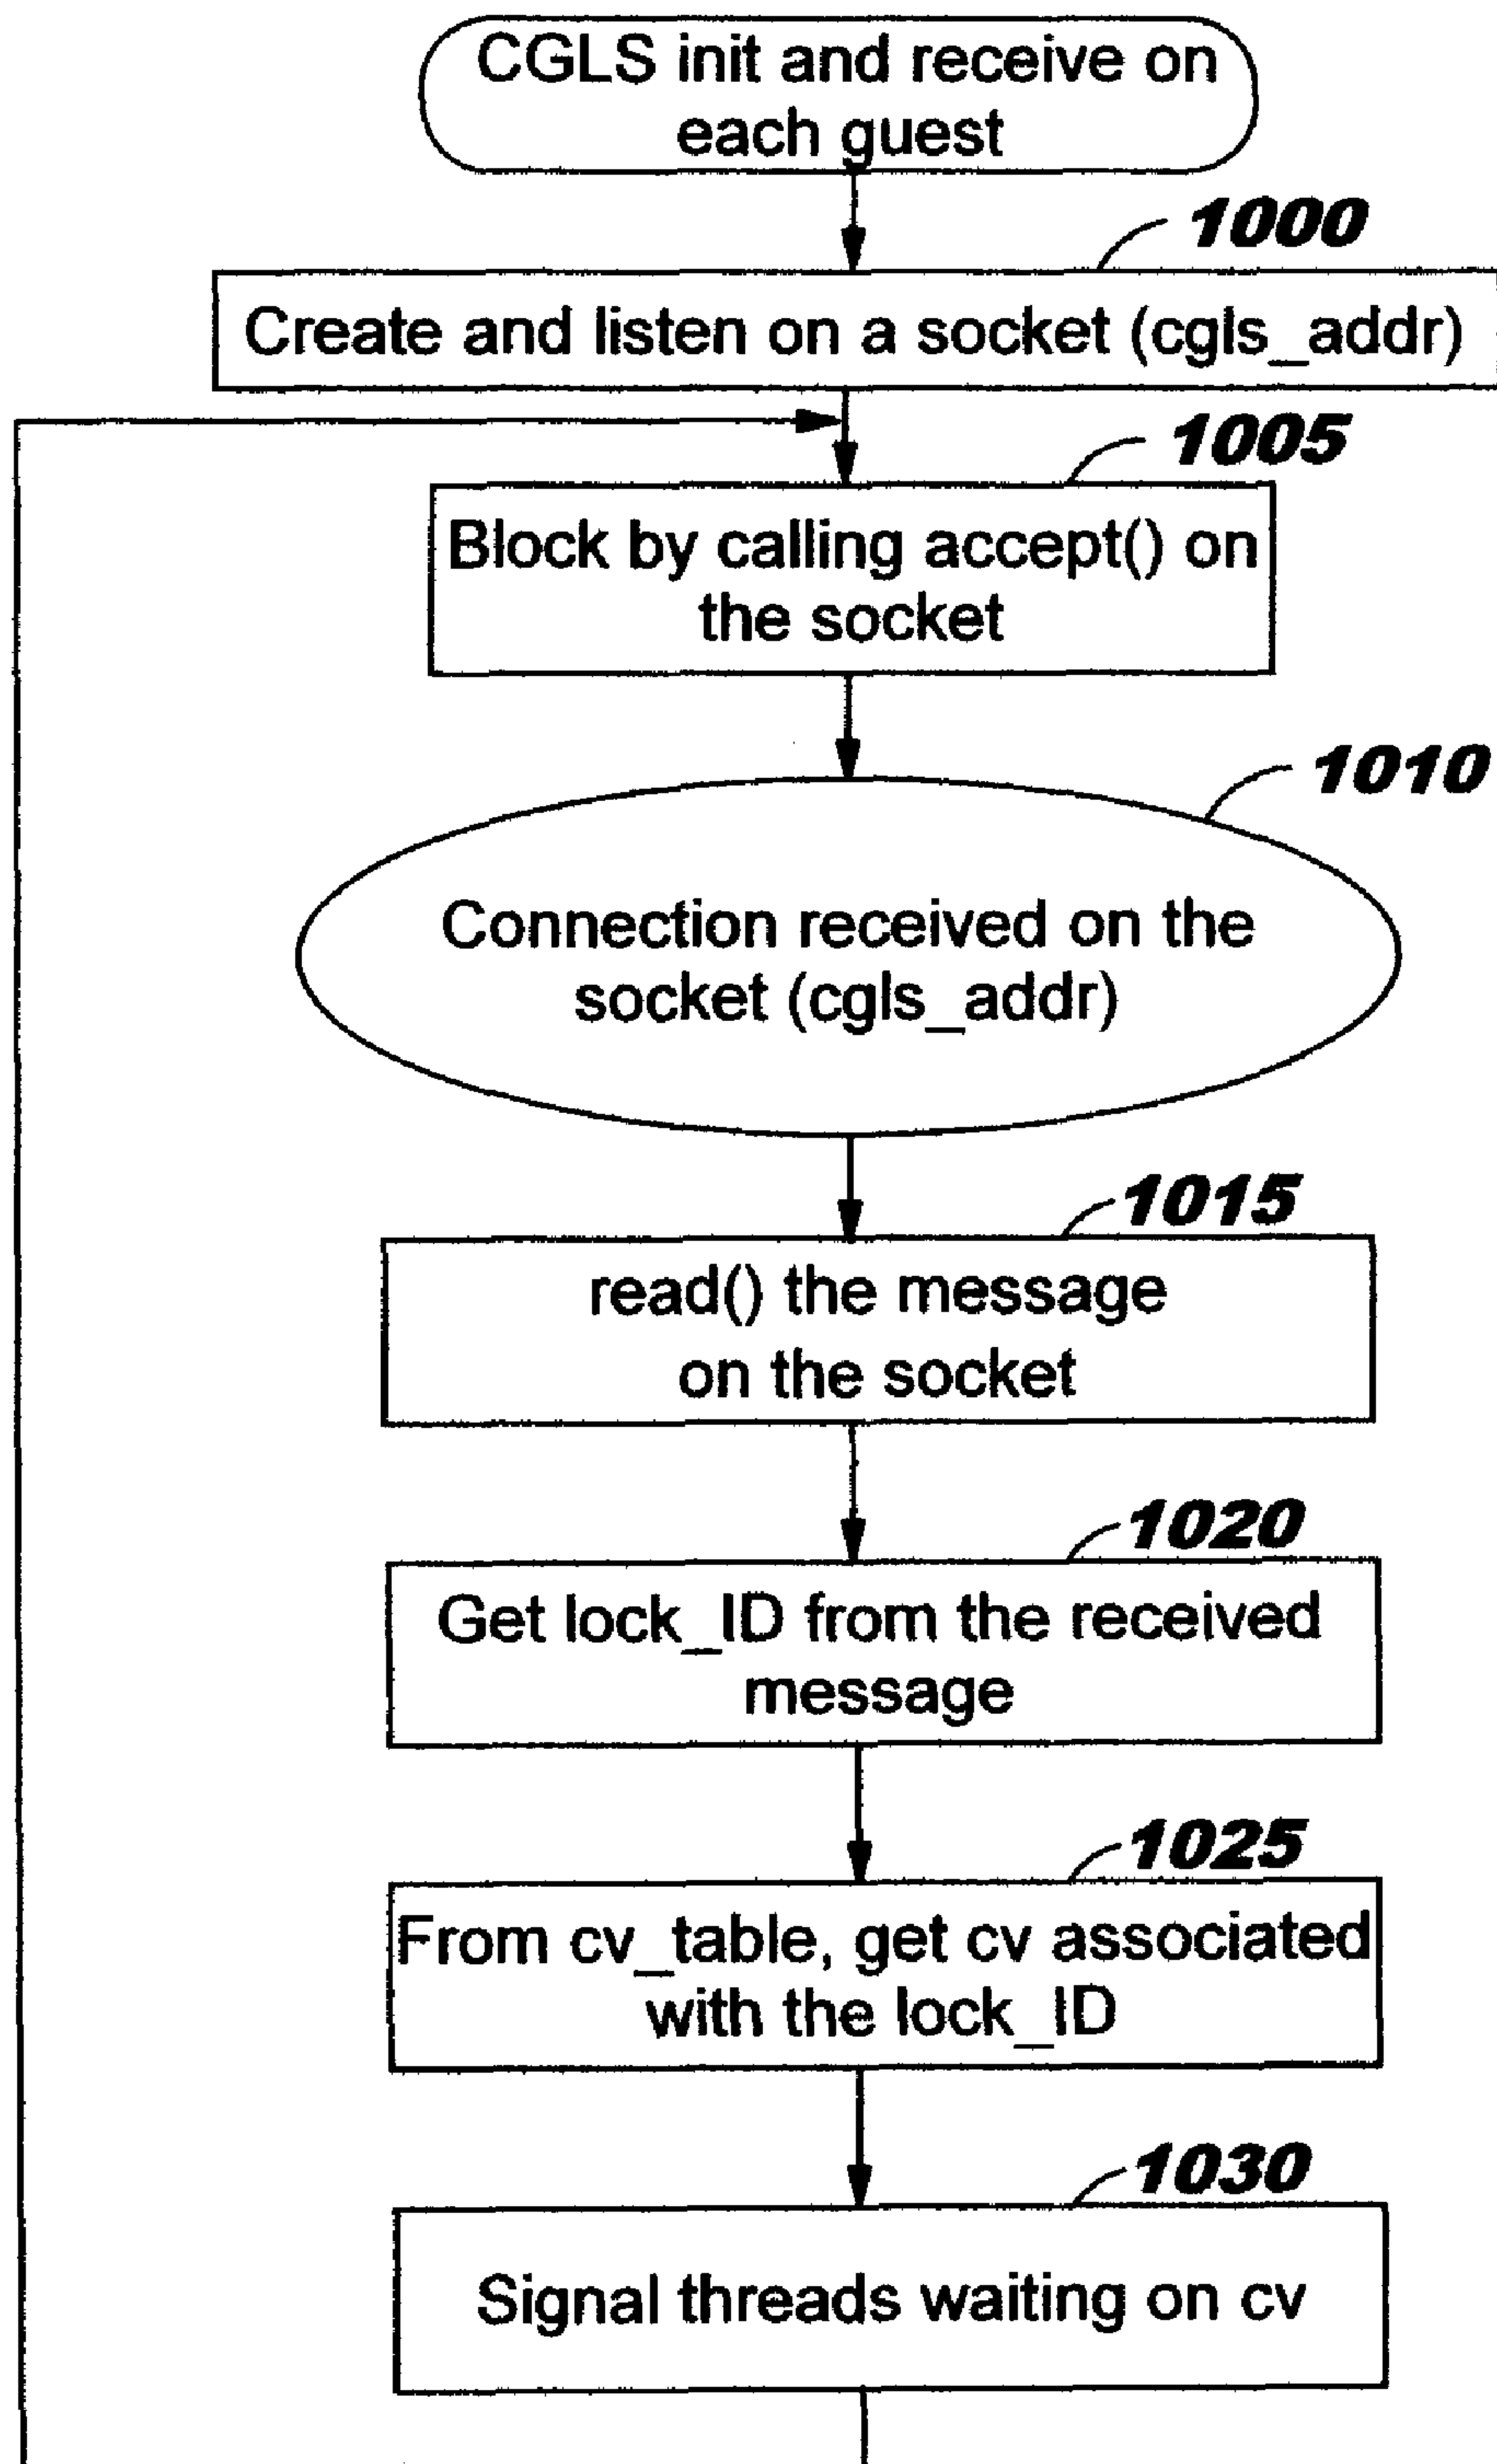 CGLS init and receive on
each guest
1000
Create and listen on a socket (cgls_addr)
1005
Block by calling accept() on
the socket
1010
Connection received on the
socket (cgls_addr)
1015
read() the message
on the socket
1020
Get lock_ID from the received
message
1025
From cv_table, get cv associated
with the lock_ID
1030
Signal threads waiting on cv